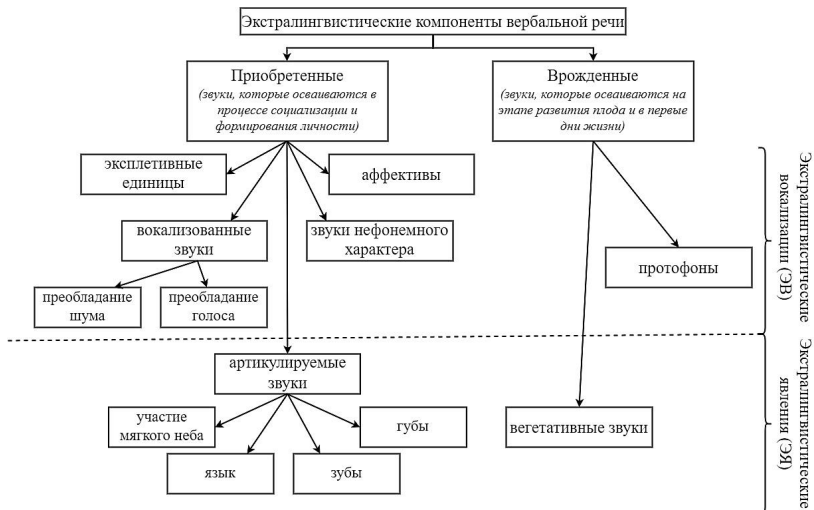 Экстралингвистические компоненты вербальной речи
Приобретенные
(звуки, которые осваиваются в
процессе социализации и
формирования личности)
Врожденные
(звуки, которые осваиваются на
этапе развития плода и в первые
дни жизни)
эксплетивные
единицы
аффективы
вокализованные
звуки
звуки нефонемного
характера
протофоны
преобладание
шума
преобладание
голоса
Экстралингвистические
вокализации (ЭВ)
артикулируемые
звуки
участие
мягкого неба
губы
вегетативные звуки
язык
зубы
Экстралингвистические
явления (ЭЯ)